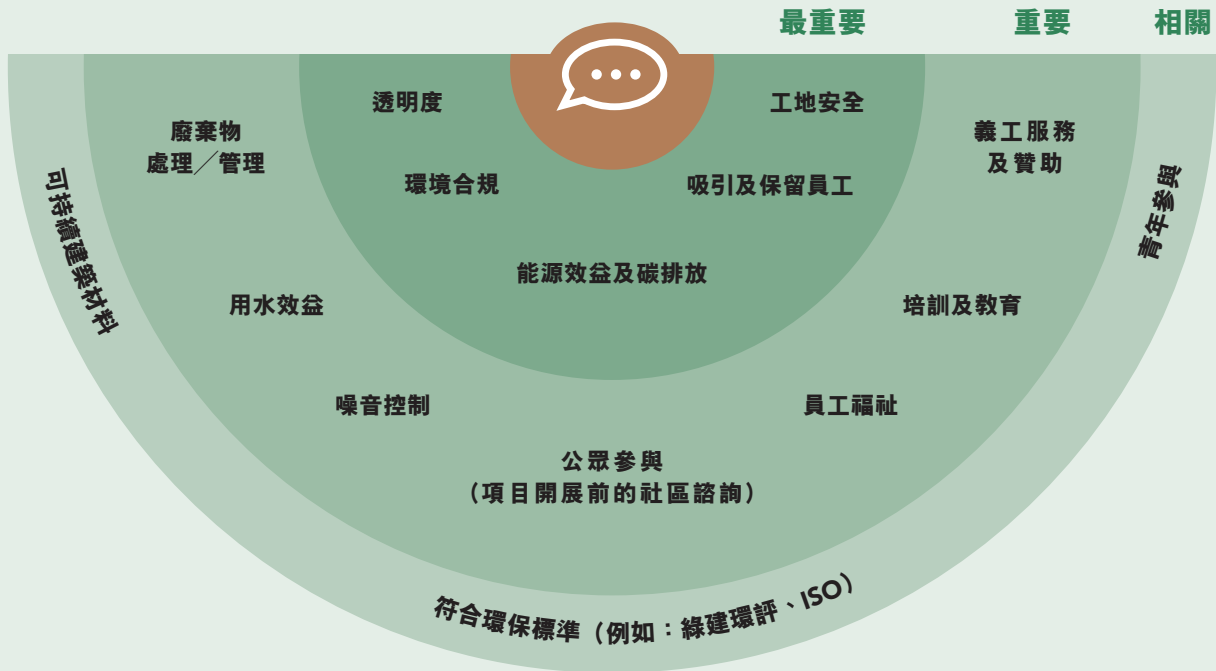 最重要
重要
相關
透明度
工地安全
廢棄物
處理╱管理
義工服務
及贊助
環境合規
吸引及保留員工
可持續建築材料
青年參與
能源效益及碳排放
用水效益
培訓及教育
噪音控制
員工福祉
公眾參與
（項目開展前的社區諮詢）
符合環保標準（例如：綠建環評、ISO）